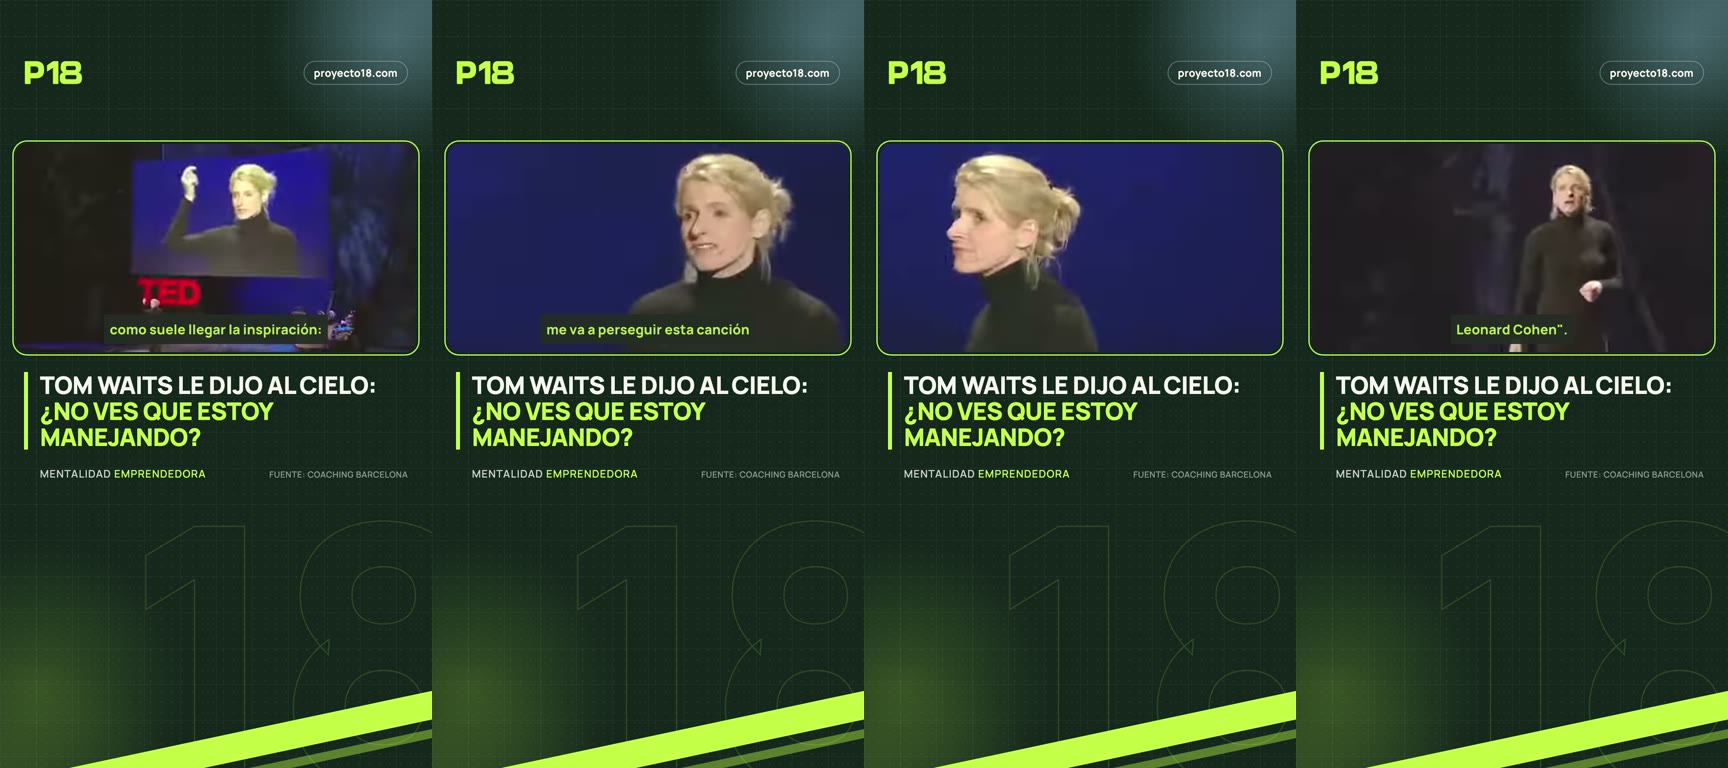 P18
proyecto18.com
TED
como suele llegar la inspiración:
TOM WAITS LE DIJO AL CIELO:
¿NO VES QUE ESTOY
MANEJANDO?
MENTALIDAD EMPRENDEDORA
FUENTE: COACHING BARCELONA
18
P18
proyecto18.com
me va a perseguir esta canción
TOM WAITS LE DIJO AL CIELO:
¿NO VES QUE ESTOY
MANEJANDO?
MENTALIDAD EMPRENDEDORA
FUENTE: COACHING BARCELONA
18
P18
proyecto18.com
TOM WAITS LE DIJO AL CIELO:
¿NO VES QUE ESTOY
MANEJANDO?
MENTALIDAD EMPRENDEDORA
FUENTE: COACHING BARCELONA
18
P18
proyecto18.com
Leonard Cohen".
TOM WAITS LE DIJO AL CIELO:
¿NO VES QUE ESTOY
MANEJANDO?
MENTALIDAD EMPRENDEDORA
FUENTE: COACHING BARCELONA
18